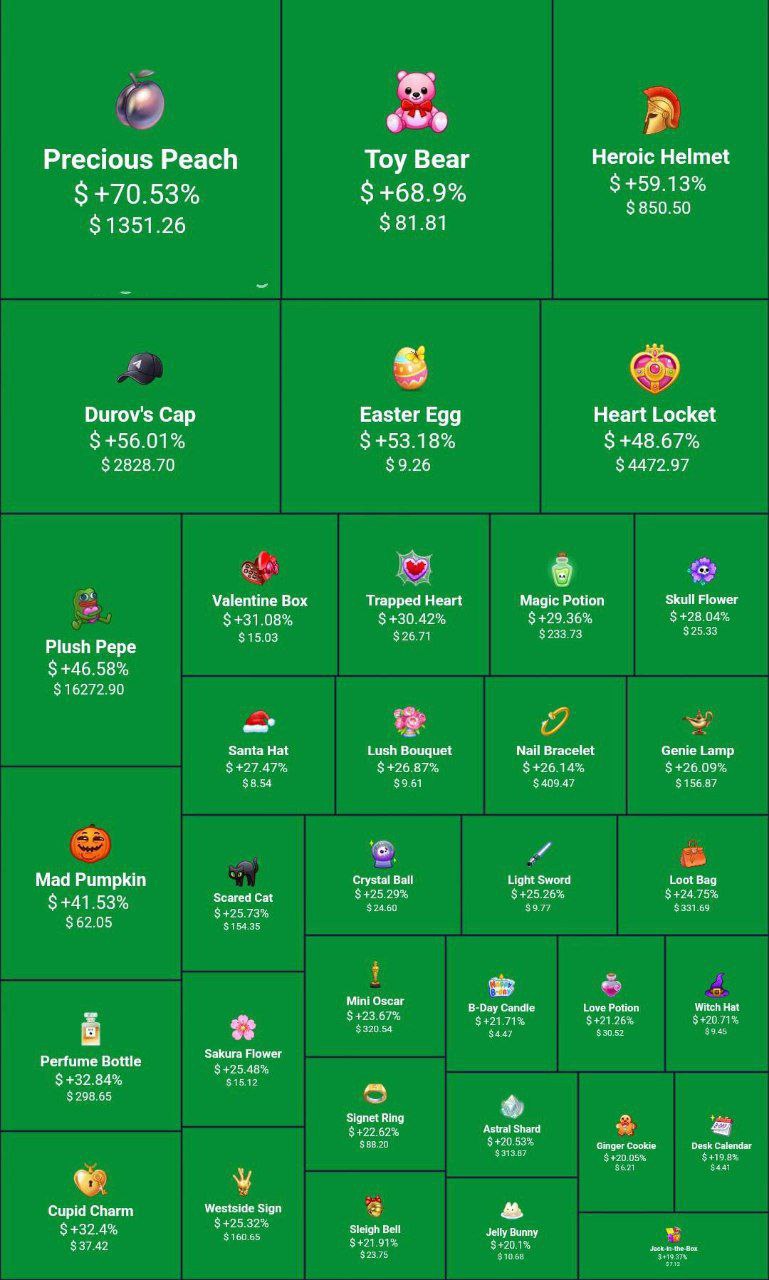 Precious Peach
$ +70.53%
$ 1351.26
Toy Bear
$ +68.9%
$ 81.81
Heroic Helmet
$ +59.13%
$ 850.50
Durov's Cap
$ +56.01%
$ 2828.70
Easter Egg
$ +53.18%
$ 9.26
Heart Locket
$ +48.67%
$ 4472.97
Plush Pepe
$ +46.58%
$ 16272.90
Valentine Box
$ +31.08%
$ 15.03
Trapped Heart
$ +30.42%
$ 26.71
Magic Potion
$ +29.36%
$ 233.73
Skull Flower
$ +28.04%
$ 25.33
Santa Hat
$ +27.47%
$ 8.54
Lush Bouquet
$ +26.87%
$ 9.61
Nail Bracelet
$ +26.14%
$ 409.47
Genie Lamp
$ +26.09%
$ 156.87
Mad Pumpkin
$ +41.53%
$ 62.05
Scared Cat
$ +25.73%
$ 154.35
Crystal Ball
$ +25.29%
$ 24.60
Light Sword
$ +25.26%
$ 9.77
Loot Bag
$ +24.75%
$ 331.69
Perfume Bottle
$ +32.84%
$ 298.65
Sakura Flower
$ +25.48%
$ 15.12
Mini Oscar
$ +23.67%
$ 320.54
B-Day Candle
$ +21.71%
$ 4.47
Love Potion
$ +21.26%
$ 30.52
Witch Hat
$ +20.71%
$ 9.45
Signet Ring
$ +22.62%
$ 88.20
Astral Shard
$ +20.53%
$ 313.87
Ginger Cookie
$ +20.05%
$ 6.21
Desk Calendar
$ +19.8%
$ 4.41
Cupid Charm
$ +32.4%
$ 37.42
Westside Sign
$ +25.32%
$ 160.65
Sleigh Bell
$ +21.91%
$ 23.75
Jelly Bunny
$ +20.1%
$ 10.68
Jack-in-the-Box
$ +19.37%
$ 7.12